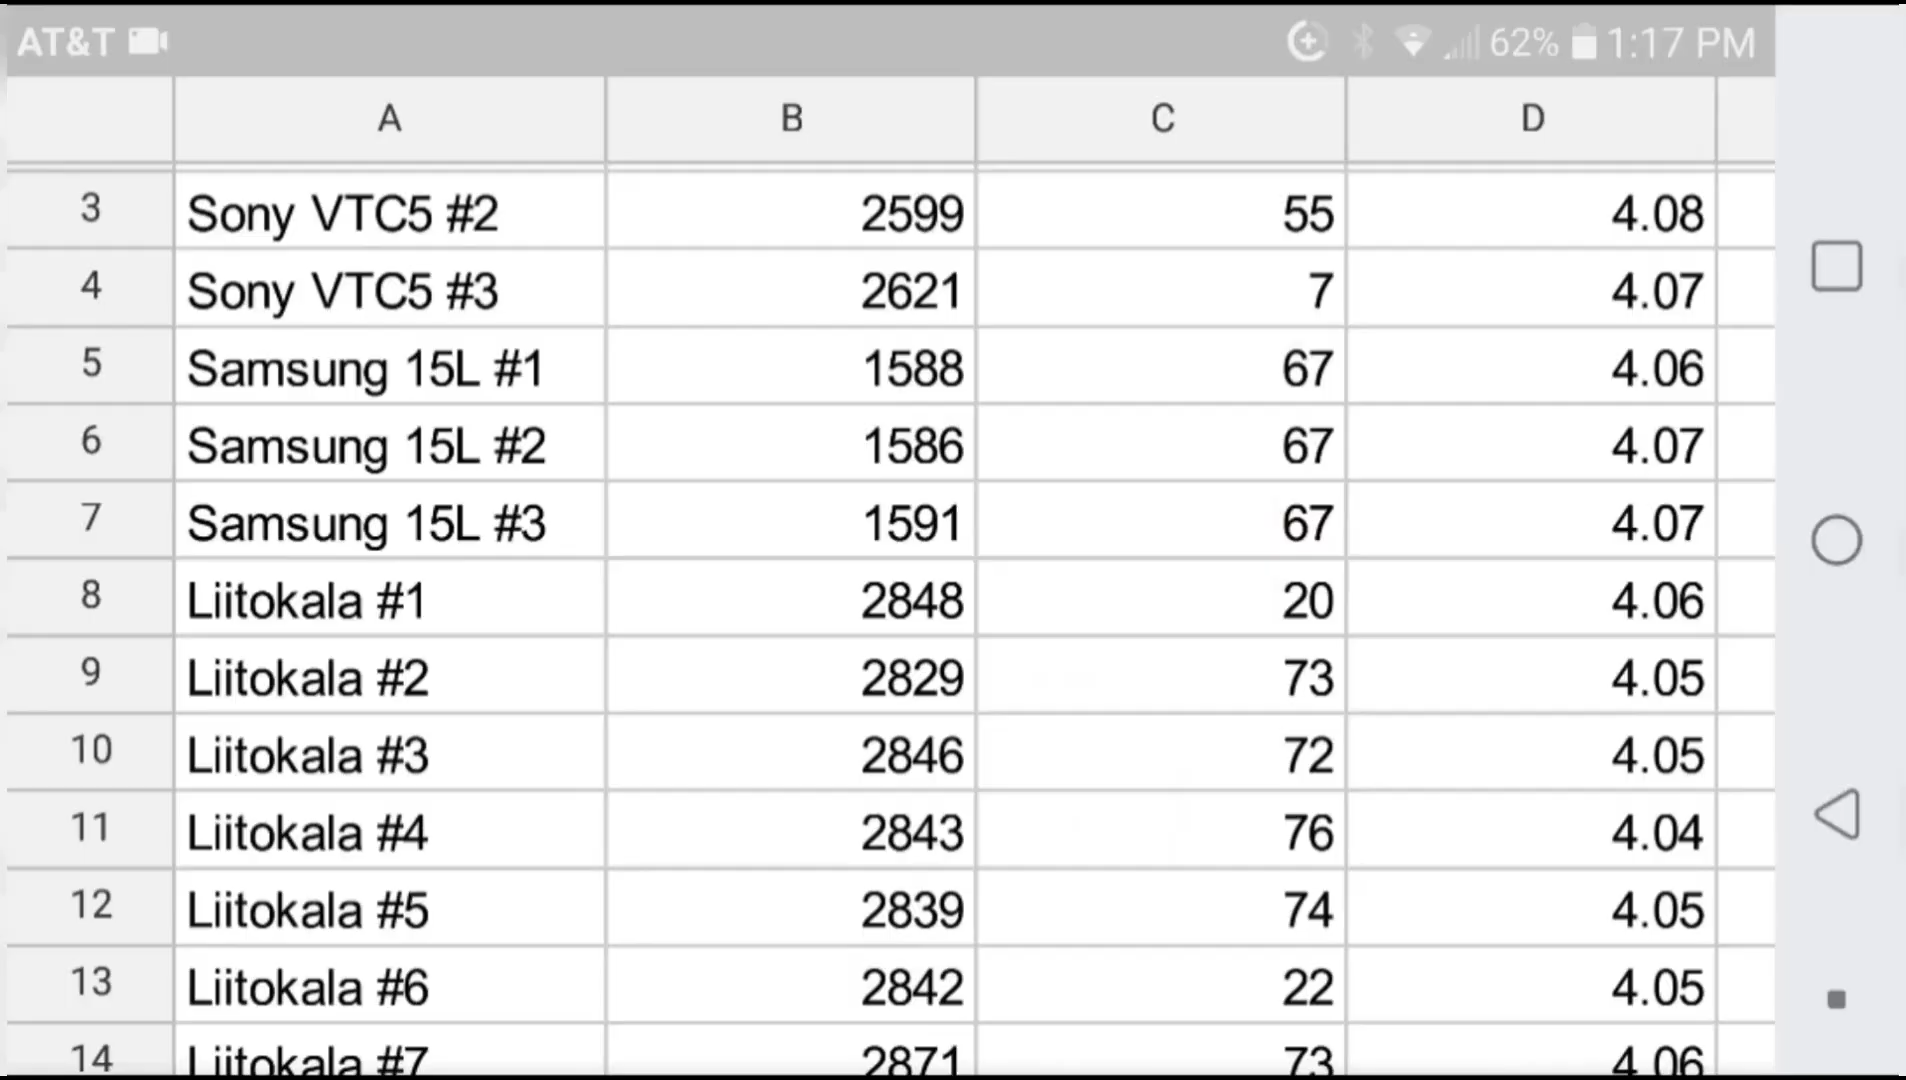 AT&T 62% 1:17 PM
A B C D
3 Sony VTC5 #2 2599 55 4.08
4 Sony VTC5 #3 2621 7 4.07
5 Samsung 15L #1 1588 67 4.06
6 Samsung 15L #2 1586 67 4.07
7 Samsung 15L #3 1591 67 4.07
8 Liitokala #1 2848 20 4.06
9 Liitokala #2 2829 73 4.05
10 Liitokala #3 2846 72 4.05
11 Liitokala #4 2843 76 4.04
12 Liitokala #5 2839 74 4.05
13 Liitokala #6 2842 22 4.05
14 Liitokala #7 2871 73 4.06